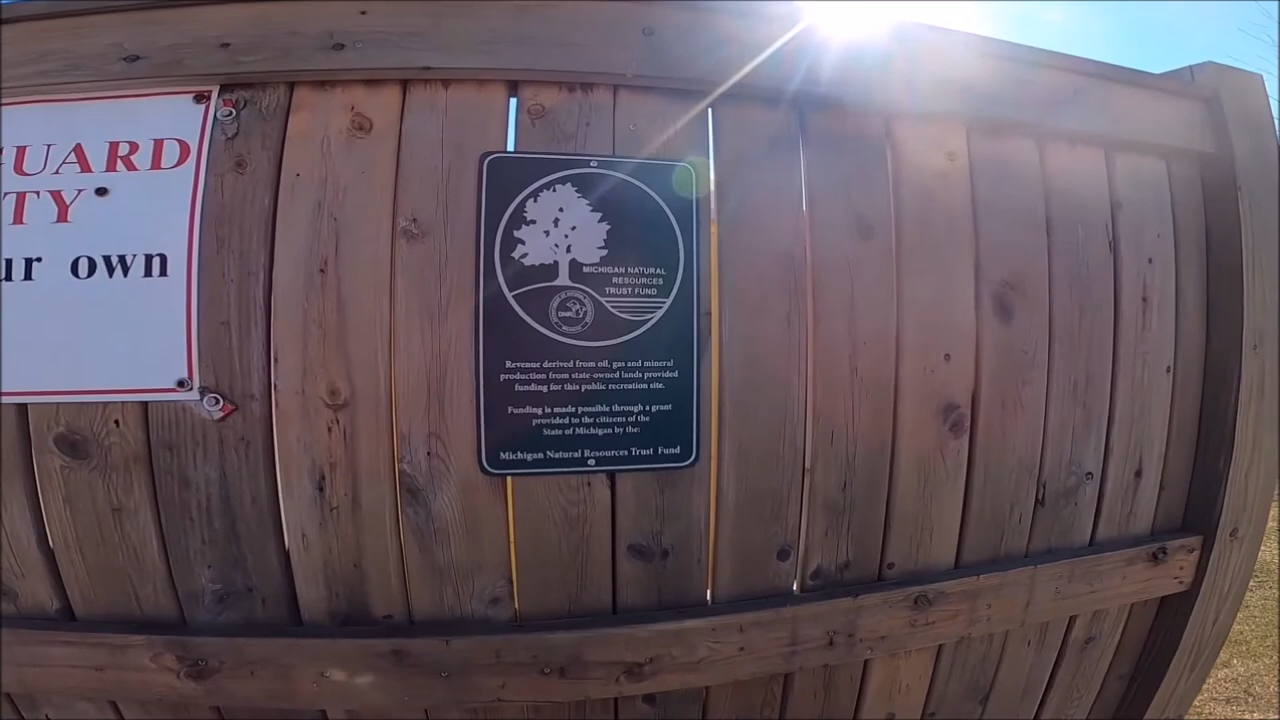 GUARD
TY
ur own
MICHIGAN NATURAL
RESOURCES
TRUST FUND
DNR
Revenue derived from oil, gas and mineral
production from state-owned lands provided
funding for this public recreation site.
Funding is made possible through a grant
provided to the citizens of the
State of Michigan by the:
Michigan Natural Resources Trust Fund